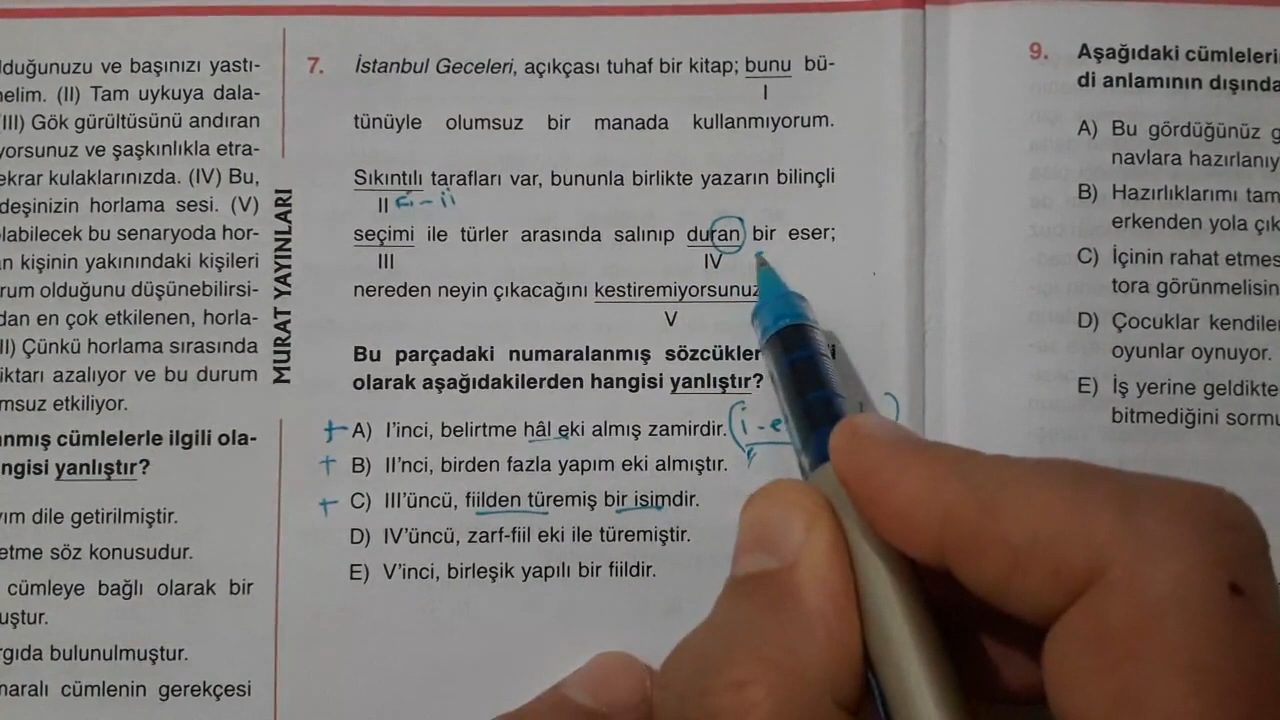 lduğunuzu ve başınızı yastı-
nelim. (II) Tam uykuya dala-
(III) Gök gürültüsünü andıran
yorsunuz ve şaşkınlıkla etra-
ekrar kulaklarınızda. (IV) Bu,
deşinizin horlama sesi. (V)
labilecek bu senaryoda hor-
n kişinin yakınındaki kişileri
rum olduğunu düşünebilirsi-
dan en çok etkilenen, horla-
II) Çünkü horlama sırasında
iktarı azalıyor ve bu durum
msuz etkiliyor.
anmış cümlelerle ilgili ola-
ngisi yanlıştır?
ım dile getirilmiştir.
etme söz konusudur.
cümleye bağlı olarak bir
uştur.
rgıda bulunulmuştur.
naralı cümlenin gerekçesi
MURAT YAYINLARI
7. İstanbul Geceleri, açıkçası tuhaf bir kitap; bunu bü-
I
tünüyle olumsuz bir manada kullanmıyorum.
Sıkıntılı tarafları var, bununla birlikte yazarın bilinçli
II
seçimi ile türler arasında salınıp duran bir eser;
III IV
nereden neyin çıkacağını kestiremiyorsunuz
V
Bu parçadaki numaralanmış sözcükler
olarak aşağıdakilerden hangisi yanlıştır?
+ A) I'inci, belirtme hâl eki almış zamirdir. (i-e
+ B) II'nci, birden fazla yapım eki almıştır.
+ C) III'üncü, fiilden türemiş bir isimdir.
D) IV'üncü, zarf-fiil eki ile türemiştir.
E) V'inci, birleşik yapılı bir fiildir.
9. Aşağıdaki cümleleri
di anlamının dışında
A) Bu gördüğünüz g
navlara hazırlanıy
B) Hazırlıklarımı tam
erkenden yola çık
C) İçinin rahat etmes
tora görünmelisin
D) Çocuklar kendiler
oyunlar oynuyor.
E) İş yerine geldikte
bitmediğini sormu